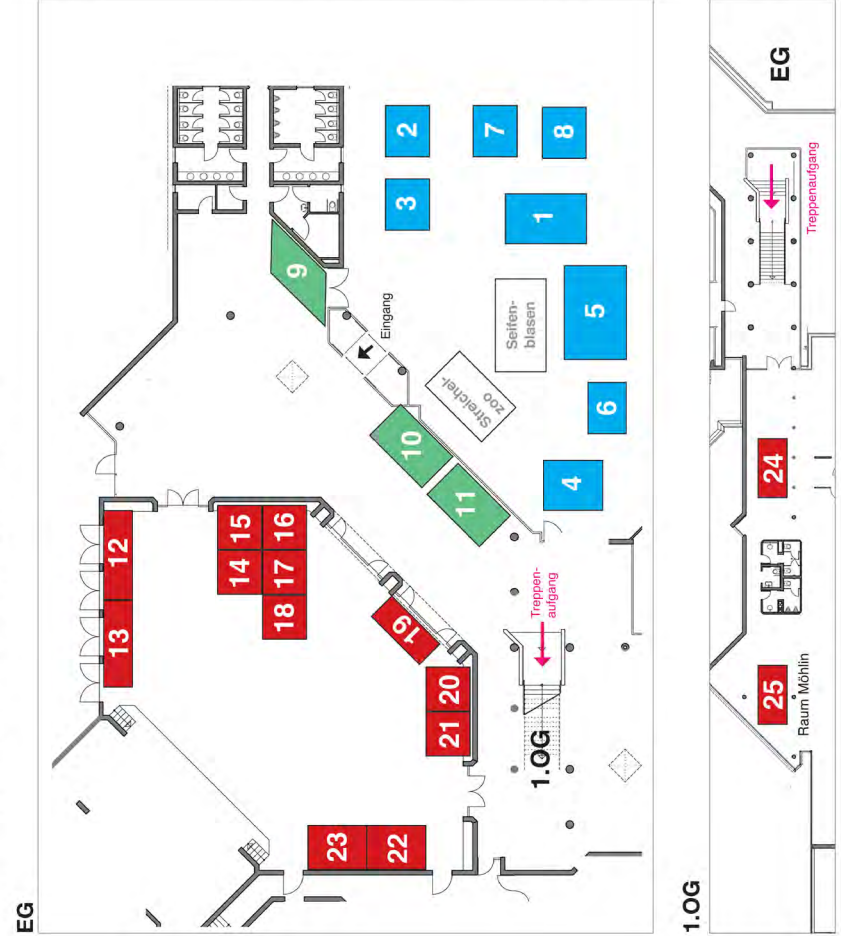 EG
13
12
14
15
18
17
16
9
23
22
19
10
Eingang
3
2
21
20
11
Streichel-
zoo
7
Seifen-
blasen
1.OG
Treppen-
aufgang
1
8
4
6
5
1.OG
25
24
EG
Raum Möhlin
Treppenaufgang